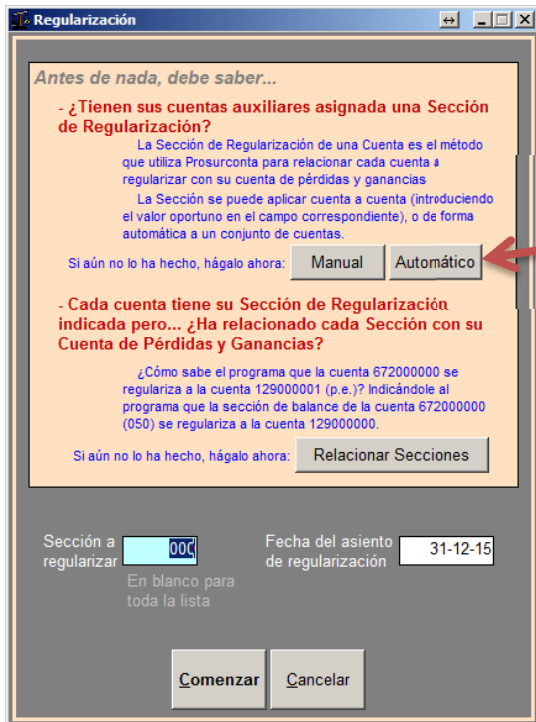 Regularización
Antes de nada, debe saber...
- ¿Tienen sus cuentas auxiliares asignada una Sección
de Regularización?
La Sección de Regularización de una Cuenta es el método
que utiliza Prosurconta para relacionar cada cuenta a
regularizar con su cuenta de pérdidas y ganancias
La Sección se puede aplicar cuenta a cuenta (introduciendo
el valor oportuno en el campo correspondiente), o de forma
automática a un conjunto de cuentas.
Si aún no lo ha hecho, hágalo ahora: Manual Automático
- Cada cuenta tiene su Sección de Regularización
indicada pero... ¿Ha relacionado cada Sección con su
Cuenta de Pérdidas y Ganancias?
¿Cómo sabe el programa que la cuenta 672000000 se
regulariza a la cuenta 129000001 (p.e.)? Indicándole al
programa que la sección de balance de la cuenta 672000000
(050) se regulariza a la cuenta 129000000.
Si aún no lo ha hecho, hágalo ahora: Relacionar Secciones
Sección a
regularizar 000
En blanco para
toda la lista
Fecha del asiento
de regularización 31-12-15
Comenzar Cancelar